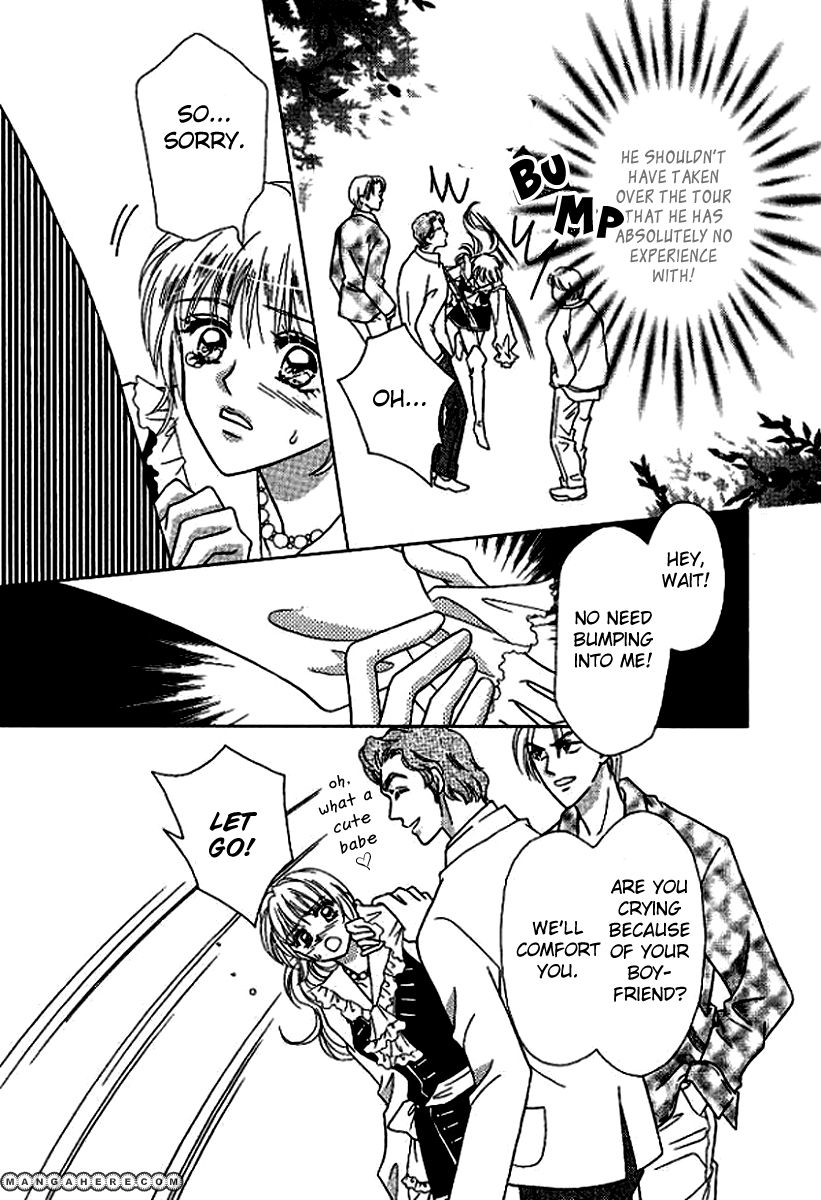 HE SHOULDN'T
HAVE TAKEN
OVER THE TOUR
THAT HE HAS
ABSOLUTELY NO
EXPERIENCE
WITH!
BUMP
OH...
SO...
SORRY.
HEY,
WAIT!
NO NEED
BUMPING
INTO ME!
ARE YOU
CRYING
BECAUSE
OF YOUR
BOY-
FRIEND?
WE'LL
COMFORT
YOU.
oh,
what a
cute
babe
♡
LET
GO!
MANGAHERE.COM